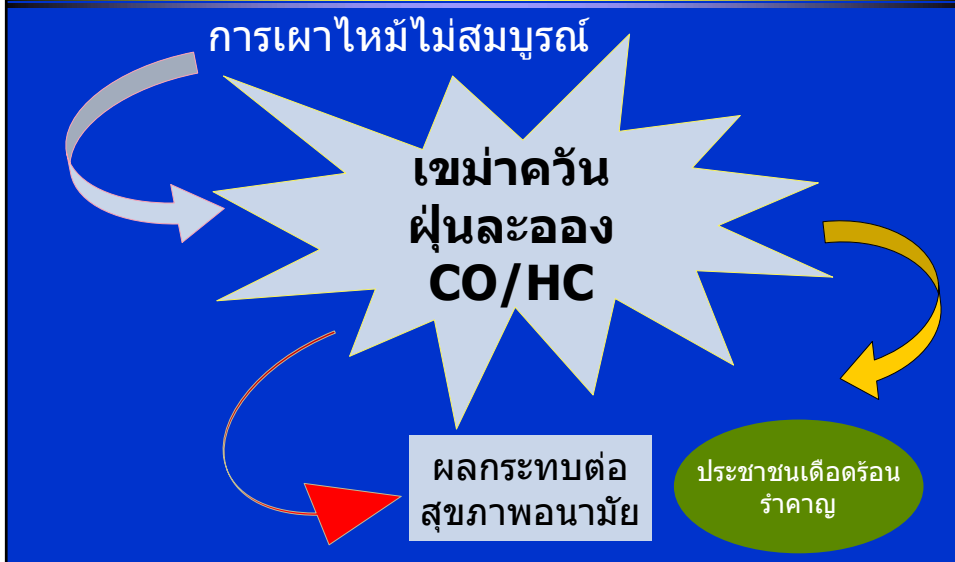 การเผาไหม้ไม่สมบูรณ์
เขม่าควัน
ฝุ่นละออง
CO/HC
ผลกระทบต่อ
สุขภาพอนามัย
ประชาชนเดือดร้อน
รำคาญ